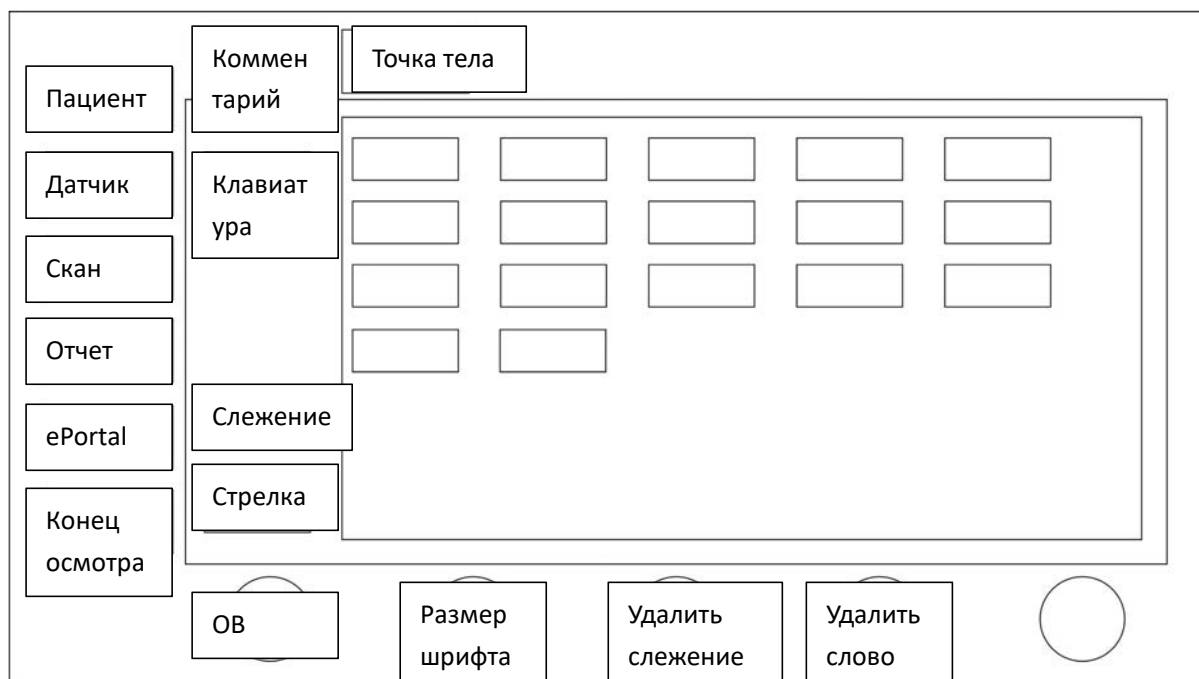 Коммен
тарий
Точка тела
Пациент
Датчик
Клавиат
ура
Скан
Отчет
Слежение
ePortal
Стрелка
Конец
осмотра
ОВ
Размер
шрифта
Удалить
слежение
Удалить
слово